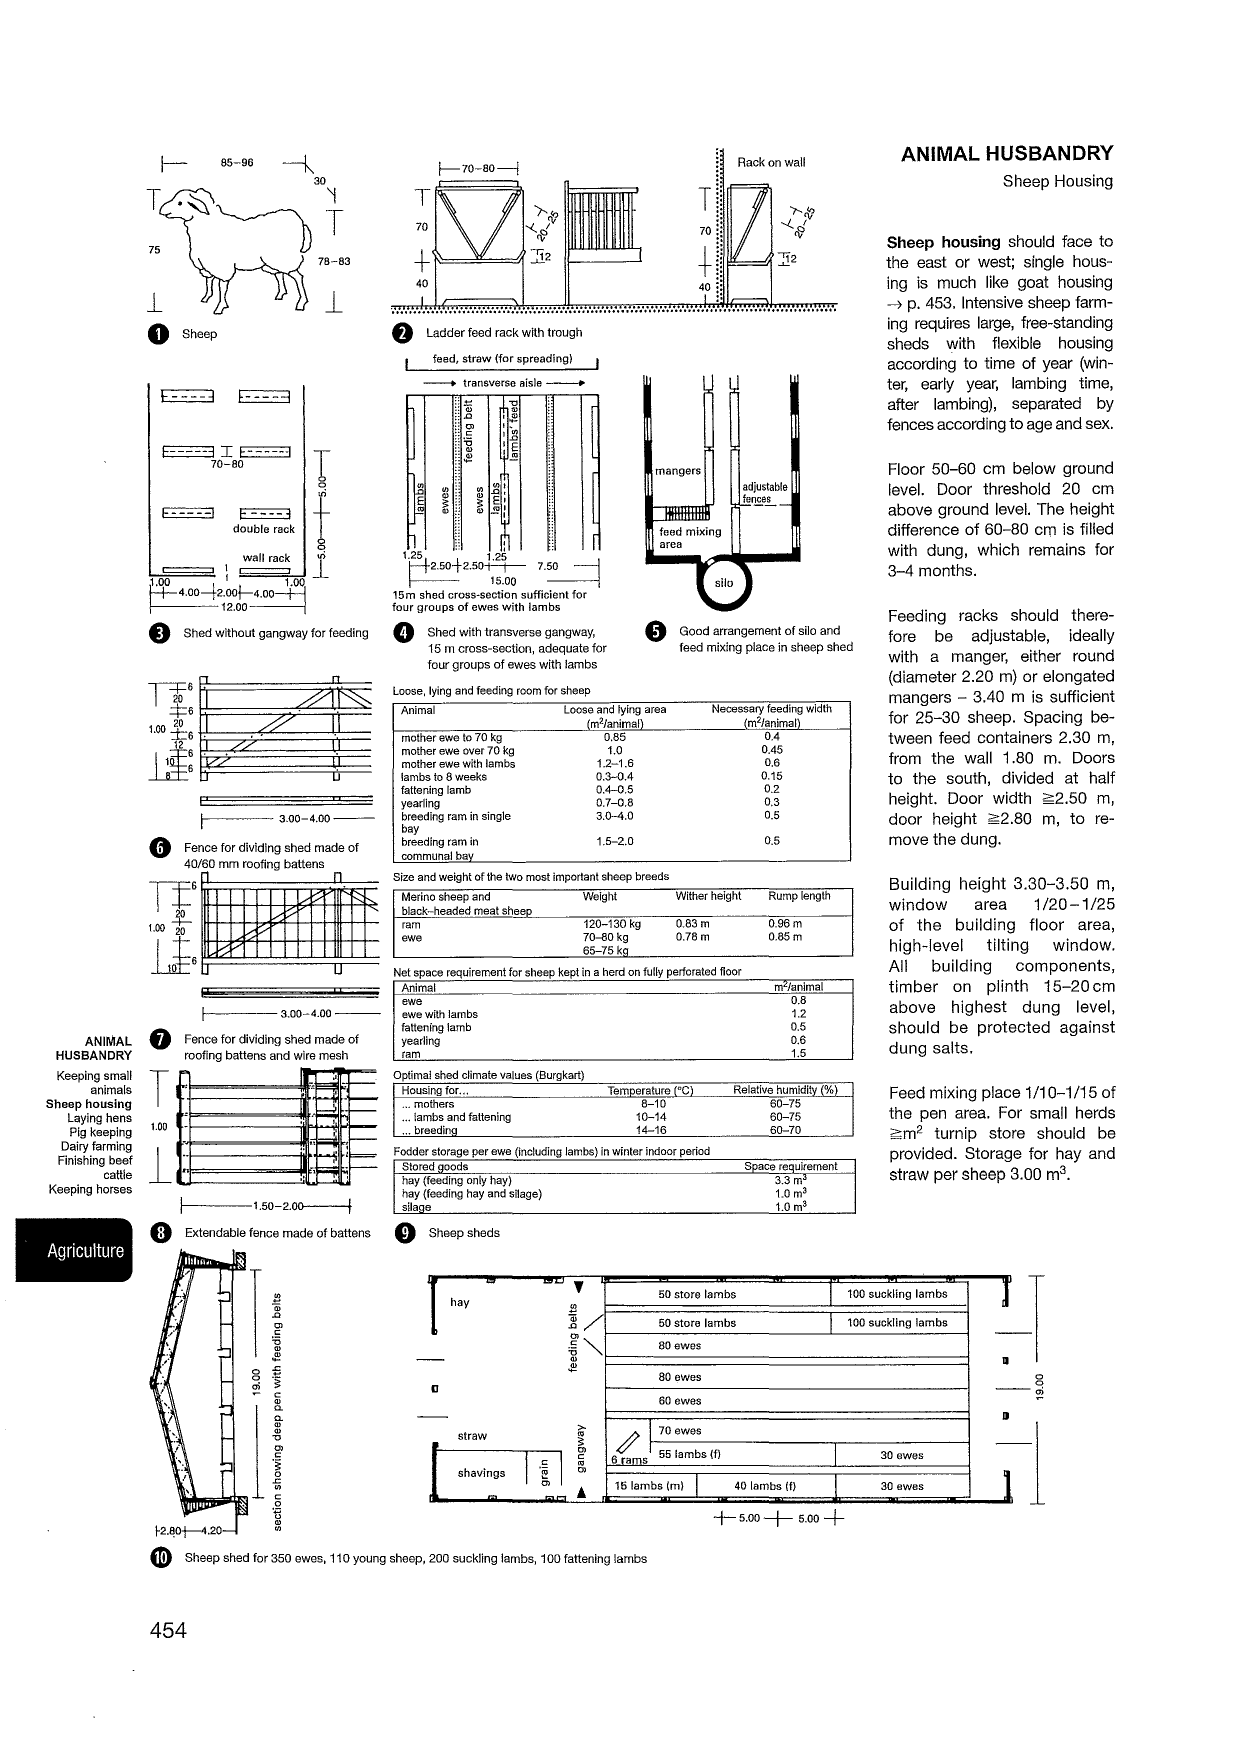 ANIMAL HUSBANDRY
Sheep Housing
85–96
30
75
78–83
1 Sheep
70–80
70
40
20–25
12
Rack on wall
70
40
20–25
12
2 Ladder feed rack with trough
70–80
5.00
double rack
wall rack
5.00
1
1
1.00
1.00
4.00
2.00
4.00
12.00
3 Shed without gangway for feeding
feed, straw (for spreading)
transverse aisle
feeding belt
lambs' feed
lambs
ewes
ewes
lambs
1.25
1.25
2.50
2.50
7.50
15.00
15m shed cross-section sufficient for
four groups of ewes with lambs
4 Shed with transverse gangway,
15 m cross-section, adequate for
four groups of ewes with lambs
mangers
adjustable
fences
feed mixing
area
silo
5 Good arrangement of silo and
feed mixing place in sheep shed
6
20
6
1.00
20
6
12
6
10
6
8
3.00–4.00
6 Fence for dividing shed made of
40/60 mm roofing battens
6
20
1.00
20
6
10
3.00–4.00
7 Fence for dividing shed made of
roofing battens and wire mesh
1.00
1.50–2.00
8 Extendable fence made of battens
Loose, lying and feeding room for sheep
Animal Loose and lying area Necessary feeding width
(m²/animal) (m²/animal)
mother ewe to 70 kg 0.85 0.4
mother ewe over 70 kg 1.0 0.45
mother ewe with lambs 1.2–1.6 0.6
lambs to 8 weeks 0.3–0.4 0.15
fattening lamb 0.4–0.5 0.2
yearling 0.7–0.8 0.3
breeding ram in single 3.0–4.0 0.5
bay
breeding ram in 1.5–2.0 0.5
communal bay
Size and weight of the two most important sheep breeds
Merino sheep and Weight Wither height Rump length
black–headed meat sheep
ram 120–130 kg 0.83 m 0.96 m
ewe 70–80 kg 0.78 m 0.85 m
65–75 kg
Net space requirement for sheep kept in a herd on fully perforated floor
Animal m²/animal
ewe 0.8
ewe with lambs 1.2
fattening lamb 0.5
yearling 0.6
ram 1.5
Optimal shed climate values (Burgkart)
Housing for... Temperature (°C) Relative humidity (%)
... mothers 8–10 60–75
... lambs and fattening 10–14 60–75
... breeding 14–16 60–70
Fodder storage per ewe (including lambs) in winter indoor period
Stored goods Space requirement
hay (feeding only hay) 3.3 m³
hay (feeding hay and silage) 1.0 m³
silage 1.0 m³
9 Sheep sheds
Sheep housing should face to
the east or west; single hous-
ing is much like goat housing
→ p. 453. Intensive sheep farm-
ing requires large, free-standing
sheds with flexible housing
according to time of year (win-
ter, early year, lambing time,
after lambing), separated by
fences according to age and sex.
Floor 50–60 cm below ground
level. Door threshold 20 cm
above ground level. The height
difference of 60–80 cm is filled
with dung, which remains for
3–4 months.
Feeding racks should there-
fore be adjustable, ideally
with a manger, either round
(diameter 2.20 m) or elongated
mangers – 3.40 m is sufficient
for 25–30 sheep. Spacing be-
tween feed containers 2.30 m,
from the wall 1.80 m. Doors
to the south, divided at half
height. Door width ≧2.50 m,
door height ≧2.80 m, to re-
move the dung.
Building height 3.30–3.50 m,
window area 1/20–1/25
of the building floor area,
high-level tilting window.
All building components,
timber on plinth 15–20 cm
above highest dung level,
should be protected against
dung salts.
Feed mixing place 1/10–1/15 of
the pen area. For small herds
≧m² turnip store should be
provided. Storage for hay and
straw per sheep 3.00 m³.
ANIMAL
HUSBANDRY
Keeping small
animals
Sheep housing
Laying hens
Pig keeping
Dairy farming
Finishing beef
cattle
Keeping horses
Agriculture
19.00
section showing deep pen with feeding belts
2.80
4.20
hay
feeding belts
straw
shavings
grain
gangway
50 store lambs 100 suckling lambs
50 store lambs 100 suckling lambs
80 ewes
80 ewes
60 ewes
70 ewes
6 rams 55 lambs (f) 30 ewes
15 lambs (m) 40 lambs (f) 30 ewes
19.00
5.00 5.00
10 Sheep shed for 350 ewes, 110 young sheep, 200 suckling lambs, 100 fattening lambs
454